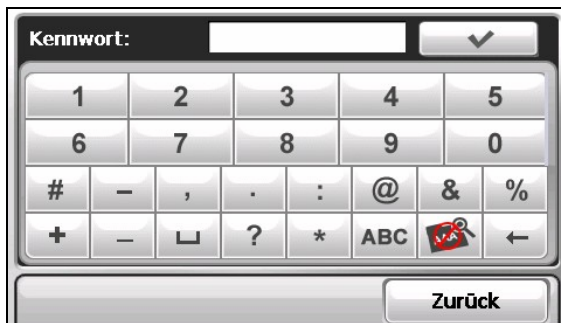 Kennwort:
1 2 3 4 5
6 7 8 9 0
# – , . : @ & %
+ _ ␣ ? * ABC ←
Zurück